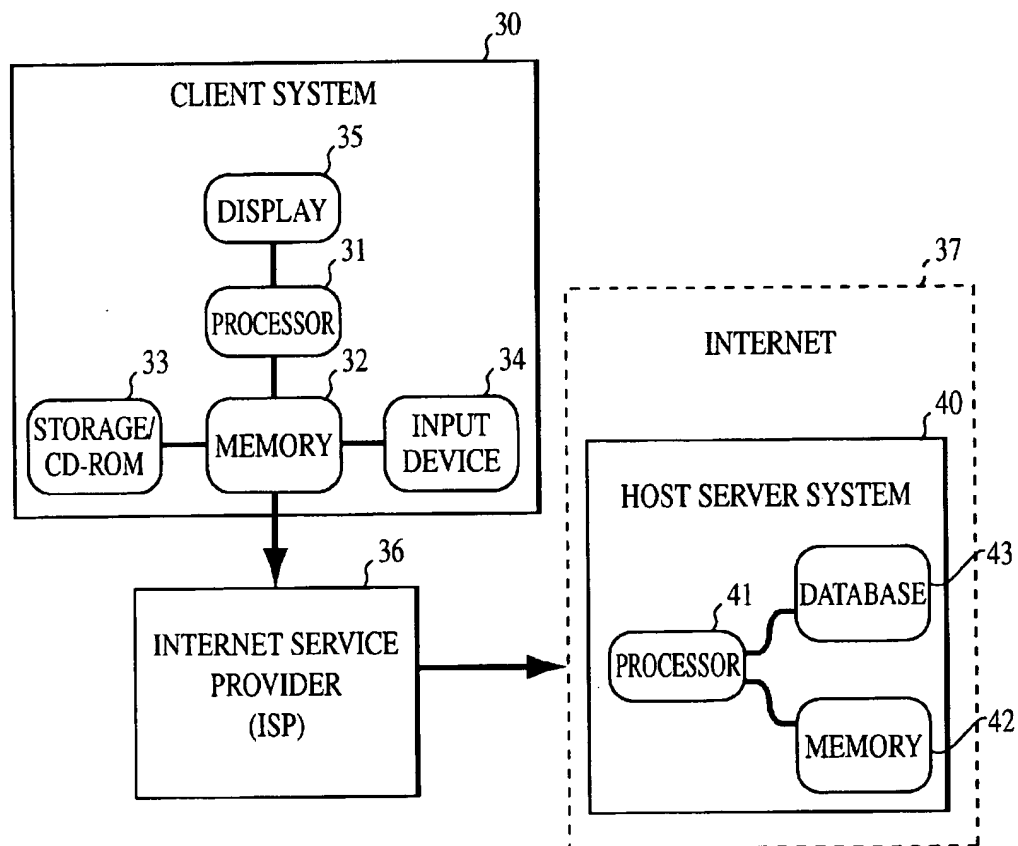 30
CLIENT SYSTEM
35
DISPLAY
31
PROCESSOR
33
32
34
STORAGE/
CD-ROM
MEMORY
INPUT
DEVICE
36
INTERNET SERVICE
PROVIDER
(ISP)
37
INTERNET
40
HOST SERVER SYSTEM
43
DATABASE
41
PROCESSOR
MEMORY
42